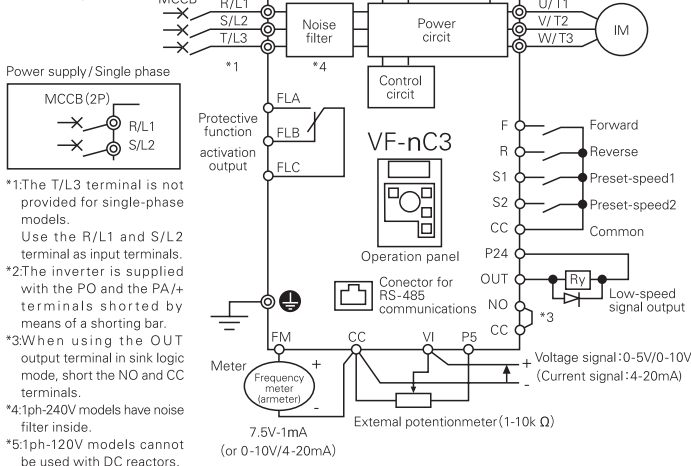 MCCB
R/L1
S/L2
T/L3
*1
Noise
filter
*4
Power
circit
U/T1
V/T2
W/T3
IM
Control
circit
Power supply/Single phase
MCCB(2P)
R/L1
S/L2
*1:The T/L3 terminal is not
provided for single-phase
models.
Use the R/L1 and S/L2
terminal as input terminals.
*2:The inverter is supplied
with the PO and the PA/+
terminals shorted by
means of a shorting bar.
*3:When using the OUT
output terminal in sink logic
mode, short the NO and CC
terminals.
*4:1ph-240V models have noise
filter inside.
*5:1ph-120V models cannot
be used with DC reactors.
Protective
function
activation
output
FLA
FLB
FLC
VF-nC3
Operation panel
Conector for
RS-485
communications
F
R
S1
S2
CC
P24
OUT
NO
CC
*3
Forward
Reverse
Preset-speed1
Preset-speed2
Common
Ry
Low-speed
signal output
FM
CC
VI
P5
Meter
+
Frequency
meter
(armeter)
-
7.5V-1mA
(or 0-10V/4-20mA)
External potentionmeter(1-10k Ω)
+
-
Voltage signal:0-5V/0-10V
(Current signal:4-20mA)